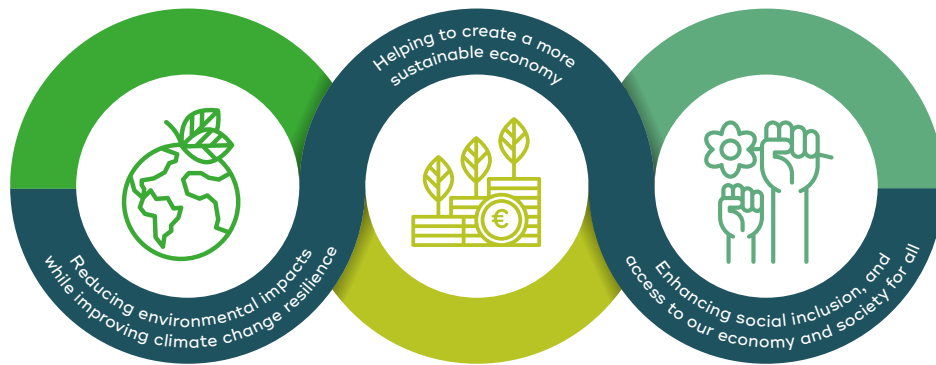 Reducing environmental impacts
while improving climate change resilience
Helping to create a more
sustainable economy
€
Enhancing social inclusion, and
access to our economy and society for all